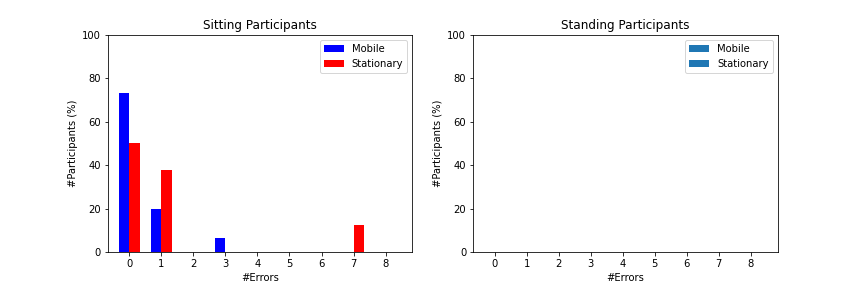 Sitting Participants
Mobile
Stationary
#Participants (%)
100
80
60
40
20
0
0 1 2 3 4 5 6 7 8
#Errors
Standing Participants
Mobile
Stationary
#Participants (%)
100
80
60
40
20
0
0 1 2 3 4 5 6 7 8
#Errors